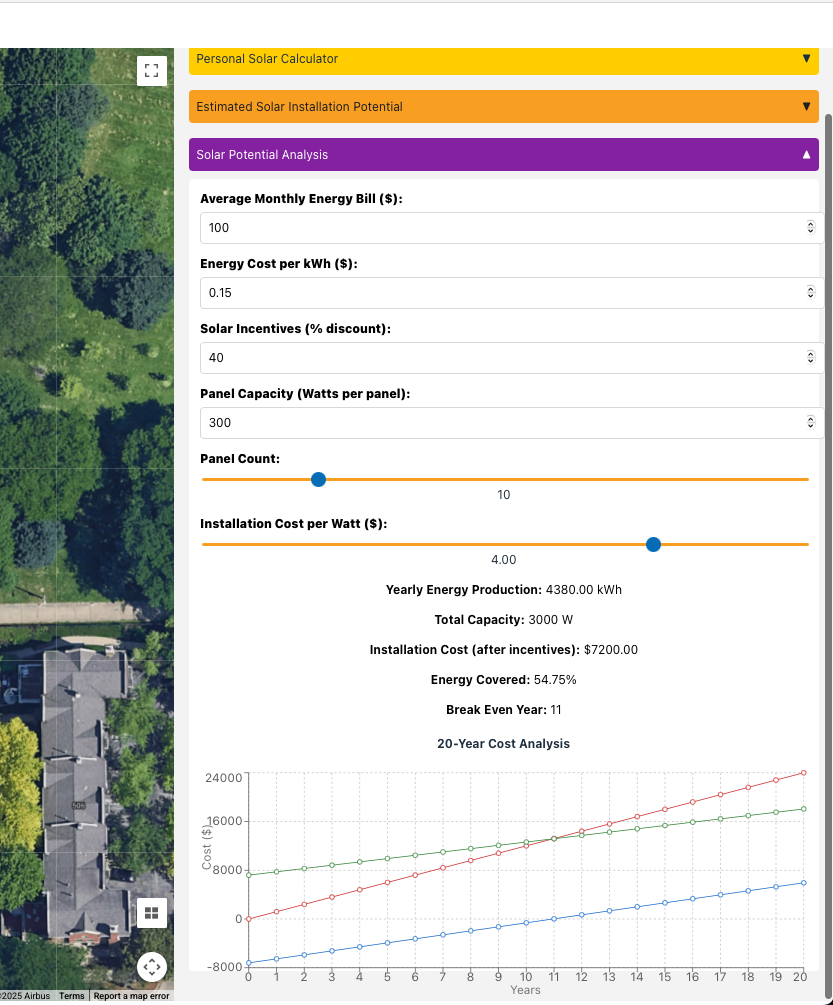 Personal Solar Calculator ▼
Estimated Solar Installation Potential ▼
Solar Potential Analysis ▲
Average Monthly Energy Bill ($):
100
Energy Cost per kWh ($):
0.15
Solar Incentives (% discount):
40
Panel Capacity (Watts per panel):
300
Panel Count:
10
Installation Cost per Watt ($):
4.00
Yearly Energy Production: 4380.00 kWh
Total Capacity: 3000 W
Installation Cost (after incentives): $7200.00
Energy Covered: 54.75%
Break Even Year: 11
20-Year Cost Analysis
24000
16000
8000
0
-8000
Cost ($)
0 1 2 3 4 5 6 7 8 9 10 11 12 13 14 15 16 17 18 19 20
Years
©2025 Airbus Terms Report a map error